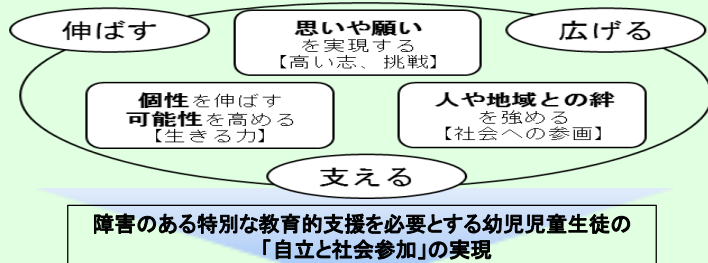 伸ばす
思いや願い
を実現する
【高い志、挑戦】
広げる
個性を伸ばす
可能性を高める
【生きる力】
人や地域との絆
を強める
【社会への参画】
支える
障害のある特別な教育的支援を必要とする幼児児童生徒の
「自立と社会参加」の実現